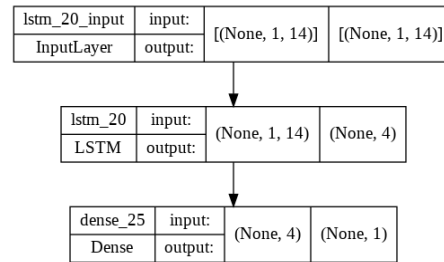 lstm_20_input input: [(None, 1, 14)] [(None, 1, 14)]
InputLayer output:
lstm_20 input: (None, 1, 14) (None, 4)
LSTM output:
dense_25 input: (None, 4) (None, 1)
Dense output: